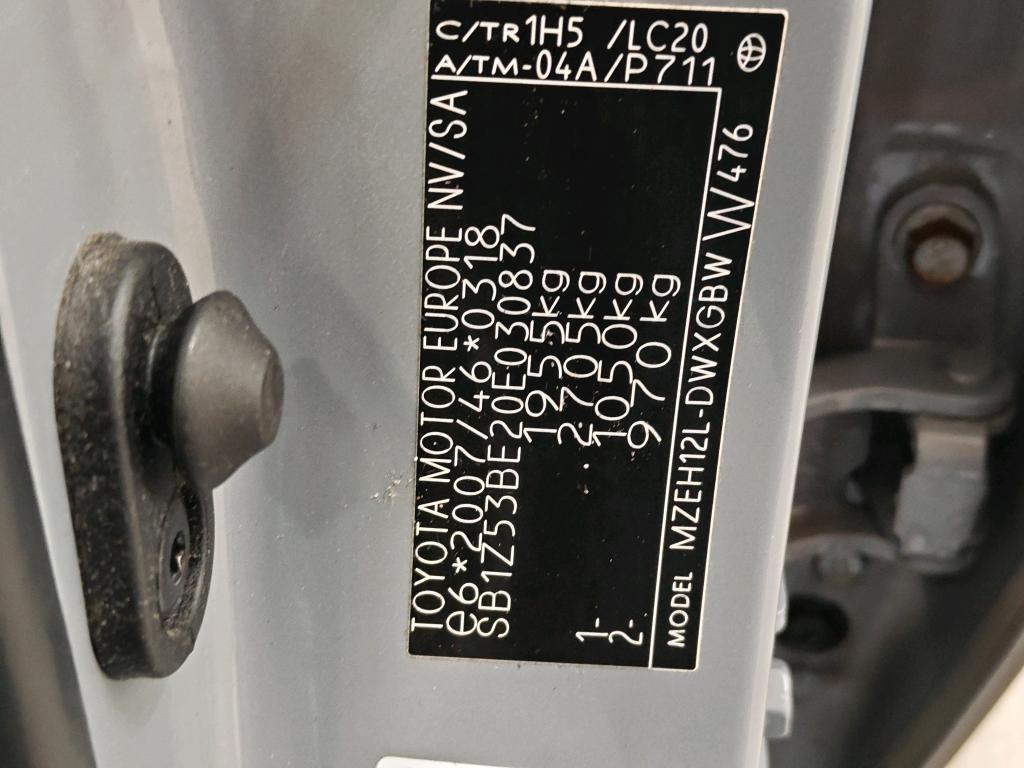 TOYOTA MOTOR EUROPE NV/SA
e6*2007/46*0318
SB1Z53BE20E030837
1955kg
2705kg
1- 1050kg
2- 970kg
MODEL MZEH12L-DWXGBW W476
C/TR 1H5 /LC20
A/TM -04A/P711